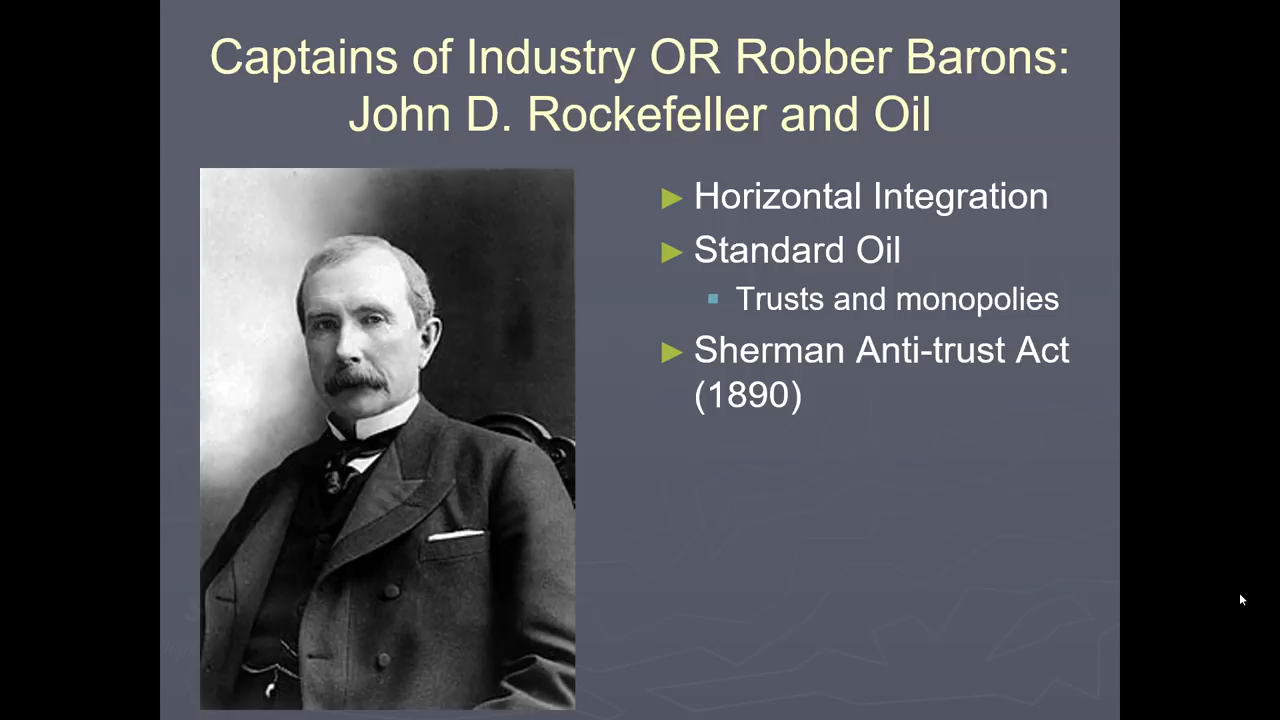 Captains of Industry OR Robber Barons:
John D. Rockefeller and Oil
Horizontal Integration
Standard Oil
Trusts and monopolies
Sherman Anti-trust Act
(1890)